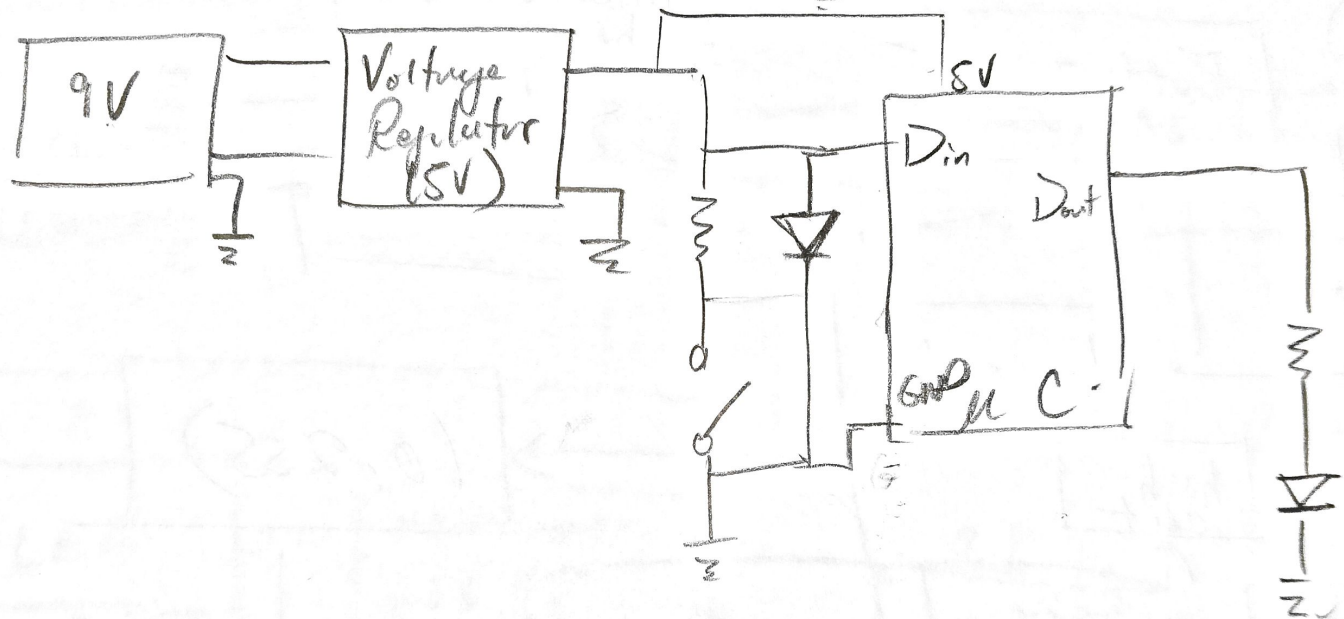 9V
Voltage
Regulator
(5V)
5V
Din
Dout
GND
μC